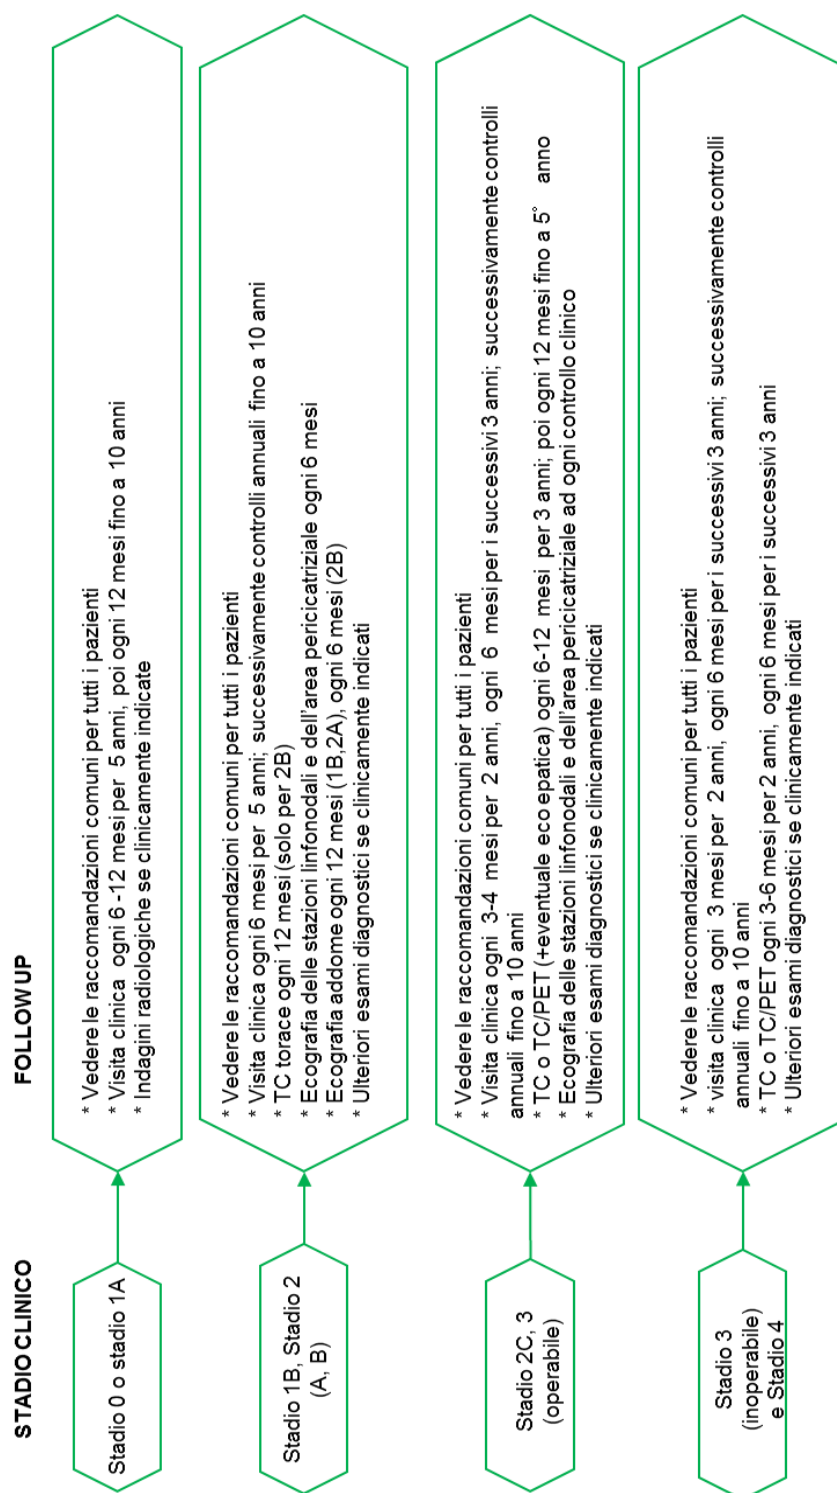 STADIO CLINICO
FOLLOW UP
Stadio 0 o stadio 1A
* Vedere le raccomandazioni comuni per tutti i pazienti
* Visita clinica ogni 6 -12 mesi per 5 anni, poi ogni 12 mesi fino a 10 anni
* Indagini radiologiche se clinicamente indicate
Stadio 1B, Stadio 2
(A, B)
* Vedere le raccomandazioni comuni per tutti i pazienti
* Visita clinica ogni 6 mesi per 5 anni; successivamente controlli annuali fino a 10 anni
* TC torace ogni 12 mesi (solo per 2B)
* Ecografia delle stazioni linfonodali e dell'area pericicatriziale ogni 6 mesi
* Ecografia addome ogni 12 mesi (1B,2A), ogni 6 mesi (2B)
* Ulteriori esami diagnostici se clinicamente indicati
Stadio 2C, 3
(operabile)
* Vedere le raccomandazioni comuni per tutti i pazienti
* Visita clinica ogni 3-4 mesi per 2 anni, ogni 6 mesi per i successivi 3 anni; successivamente controlli
annuali fino a 10 anni
* TC o TC/PET (+eventuale eco epatica) ogni 6-12 mesi per 3 anni; poi ogni 12 mesi fino a 5° anno
* Ecografia delle stazioni linfonodali e dell'area pericicatriziale ad ogni controllo clinico
* Ulteriori esami diagnostici se clinicamente indicati
Stadio 3
(inoperabile)
e Stadio 4
* Vedere le raccomandazioni comuni per tutti i pazienti
* visita clinica ogni 3 mesi per 2 anni, ogni 6 mesi per i successivi 3 anni; successivamente controlli
annuali fino a 10 anni
* TC o TC/PET ogni 3-6 mesi per 2 anni, ogni 6 mesi per i successivi 3 anni
* Ulteriori esami diagnostici se clinicamente indicati